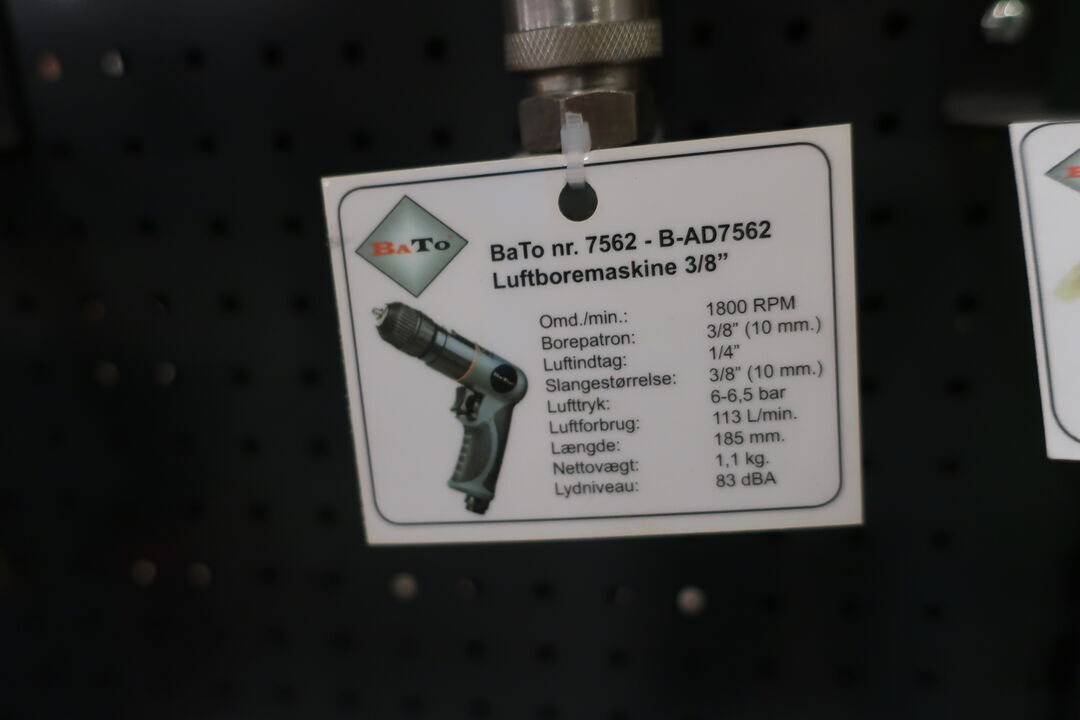 BaTo
BaTo nr. 7562 - B-AD7562
Luftboremaskine 3/8”
Omd./min.: 1800 RPM
Borepatron: 3/8” (10 mm.)
Luftindtag: 1/4”
Slangestørrelse: 3/8” (10 mm.)
Lufttryk: 6-6,5 bar
Luftforbrug: 113 L/min.
Længde: 185 mm.
Nettovægt: 1,1 kg.
Lydniveau: 83 dBA